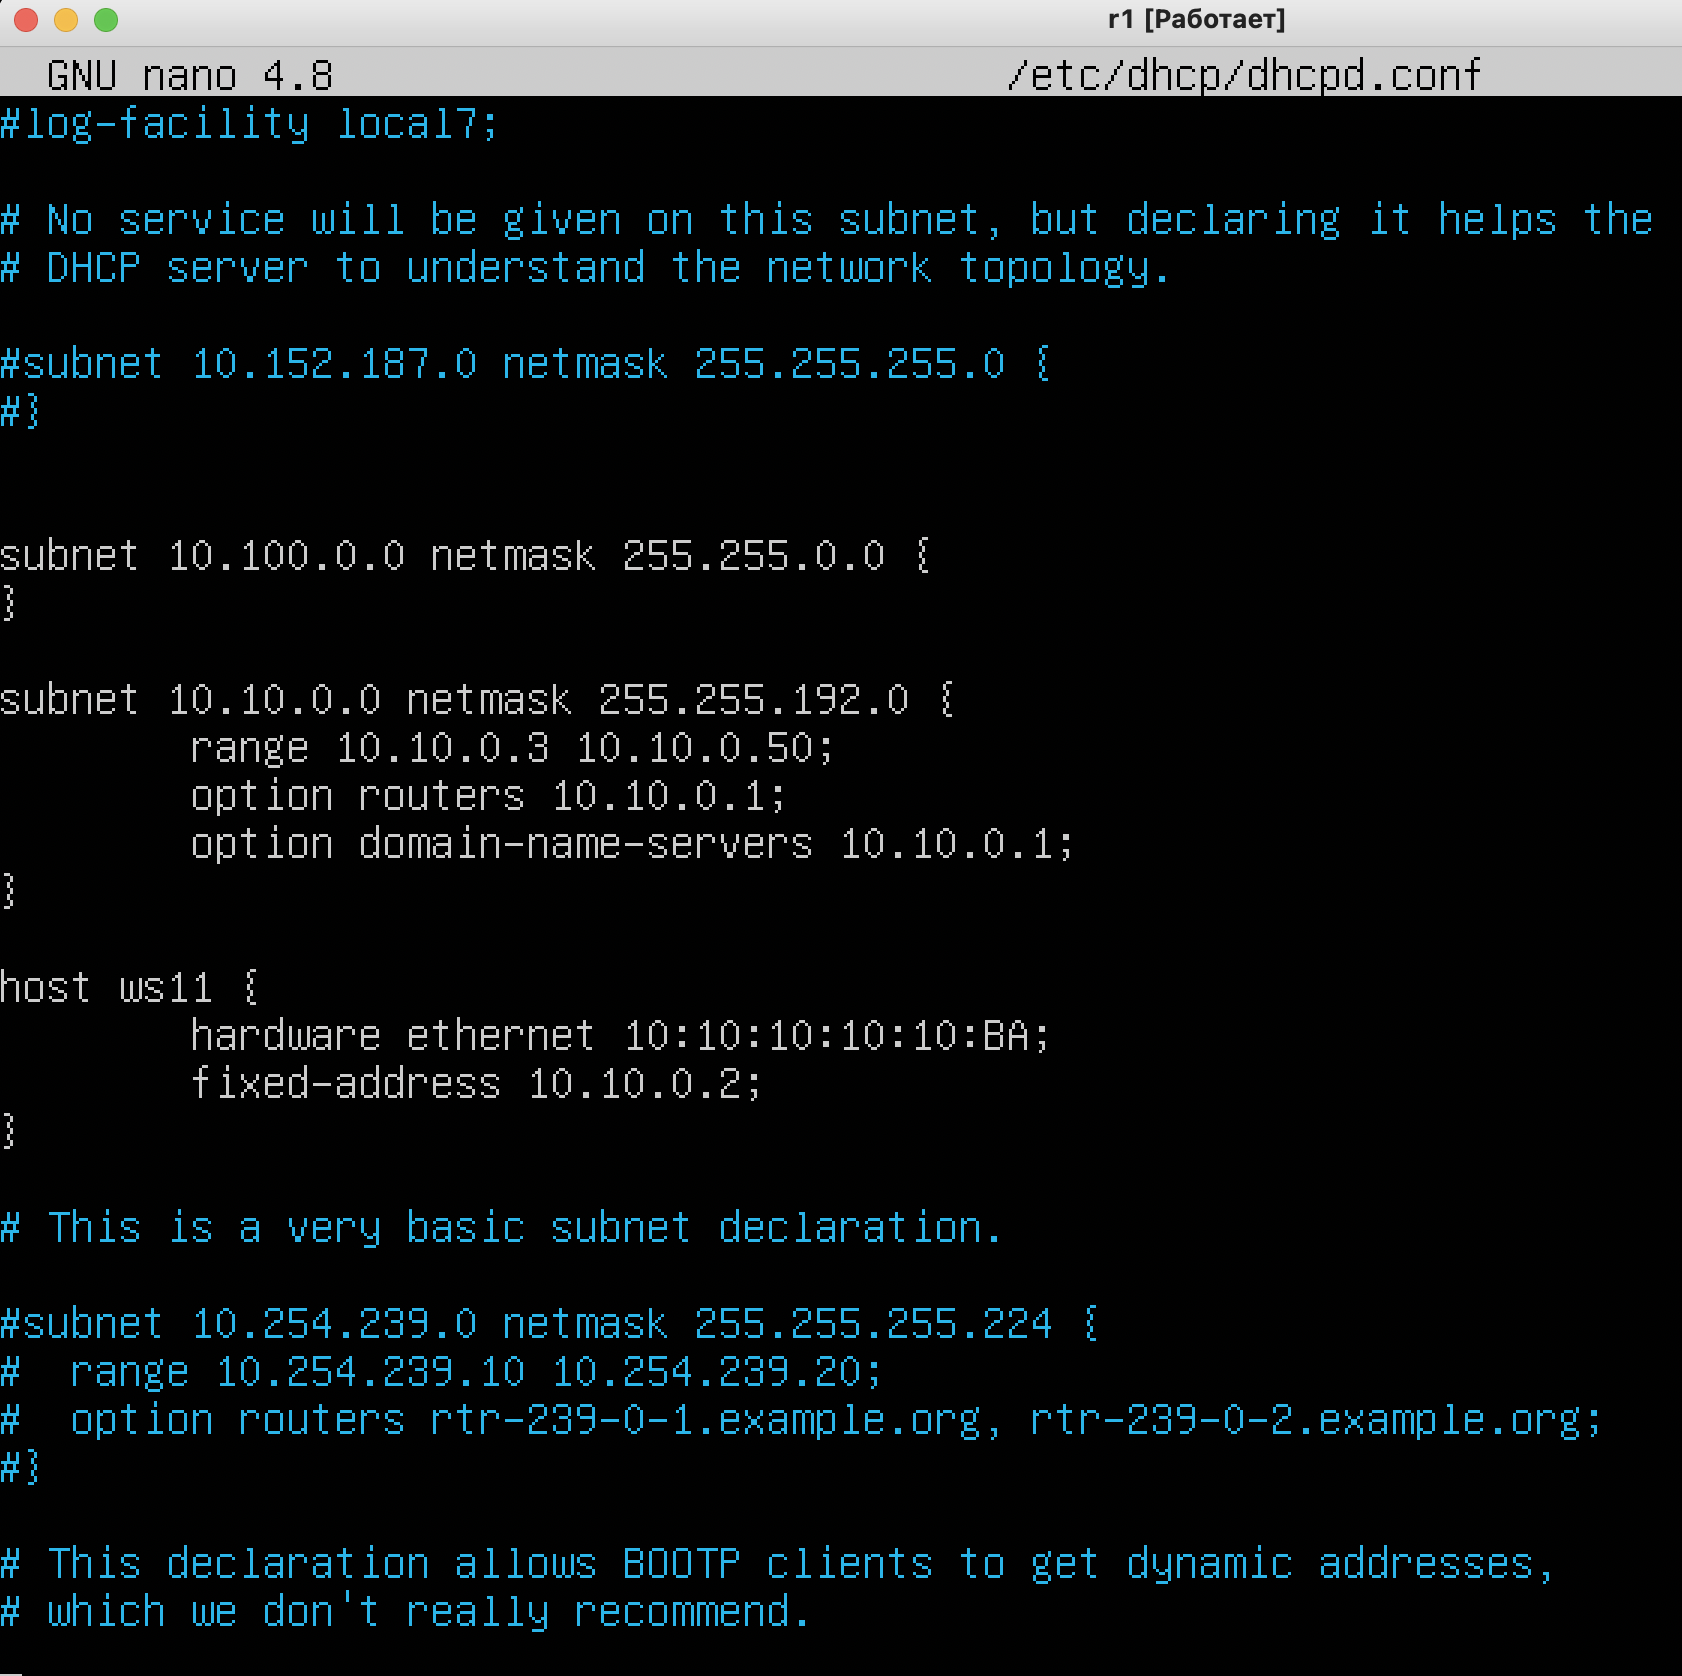 r1 [Работает]
GNU nano 4.8 /etc/dhcp/dhcpd.conf
#log-facility local7;
# No service will be given on this subnet, but declaring it helps the
# DHCP server to understand the network topology.
#subnet 10.152.187.0 netmask 255.255.255.0 {
#}
subnet 10.100.0.0 netmask 255.255.0.0 {
}
subnet 10.10.0.0 netmask 255.255.192.0 {
range 10.10.0.3 10.10.0.50;
option routers 10.10.0.1;
option domain-name-servers 10.10.0.1;
}
host ws11 {
hardware ethernet 10:10:10:10:10:BA;
fixed-address 10.10.0.2;
}
# This is a very basic subnet declaration.
#subnet 10.254.239.0 netmask 255.255.255.224 {
#  range 10.254.239.10 10.254.239.20;
#  option routers rtr-239-0-1.example.org, rtr-239-0-2.example.org;
#}
# This declaration allows BOOTP clients to get dynamic addresses,
# which we don't really recommend.